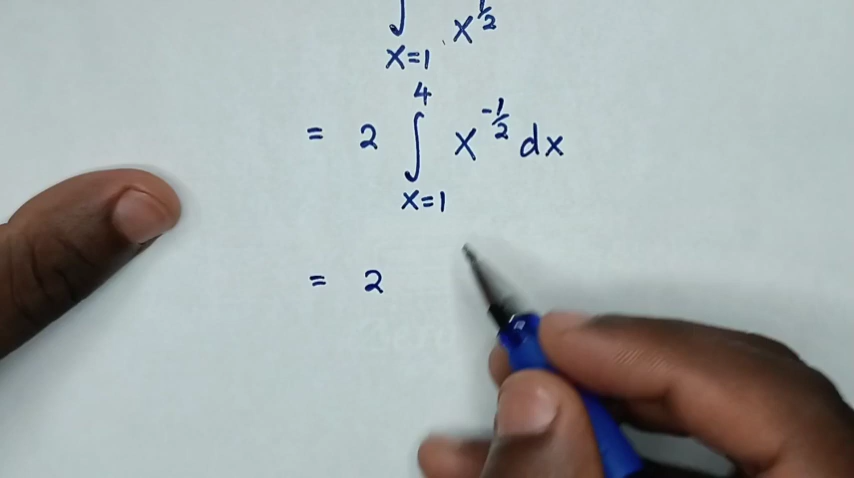 ∫ x^½
x=1
4
= 2 ∫ x^-½ dx
x=1
= 2